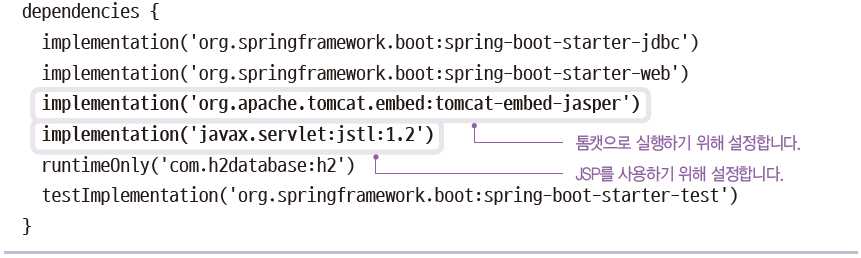 dependencies {
implementation('org.springframework.boot:spring-boot-starter-jdbc')
implementation('org.springframework.boot:spring-boot-starter-web')
implementation('org.apache.tomcat.embed:tomcat-embed-jasper')
implementation('javax.servlet:jstl:1.2')
톰캣으로 실행하기 위해 설정합니다.
runtimeOnly('com.h2database:h2')
JSP를 사용하기 위해 설정합니다.
testImplementation('org.springframework.boot:spring-boot-starter-test')
}